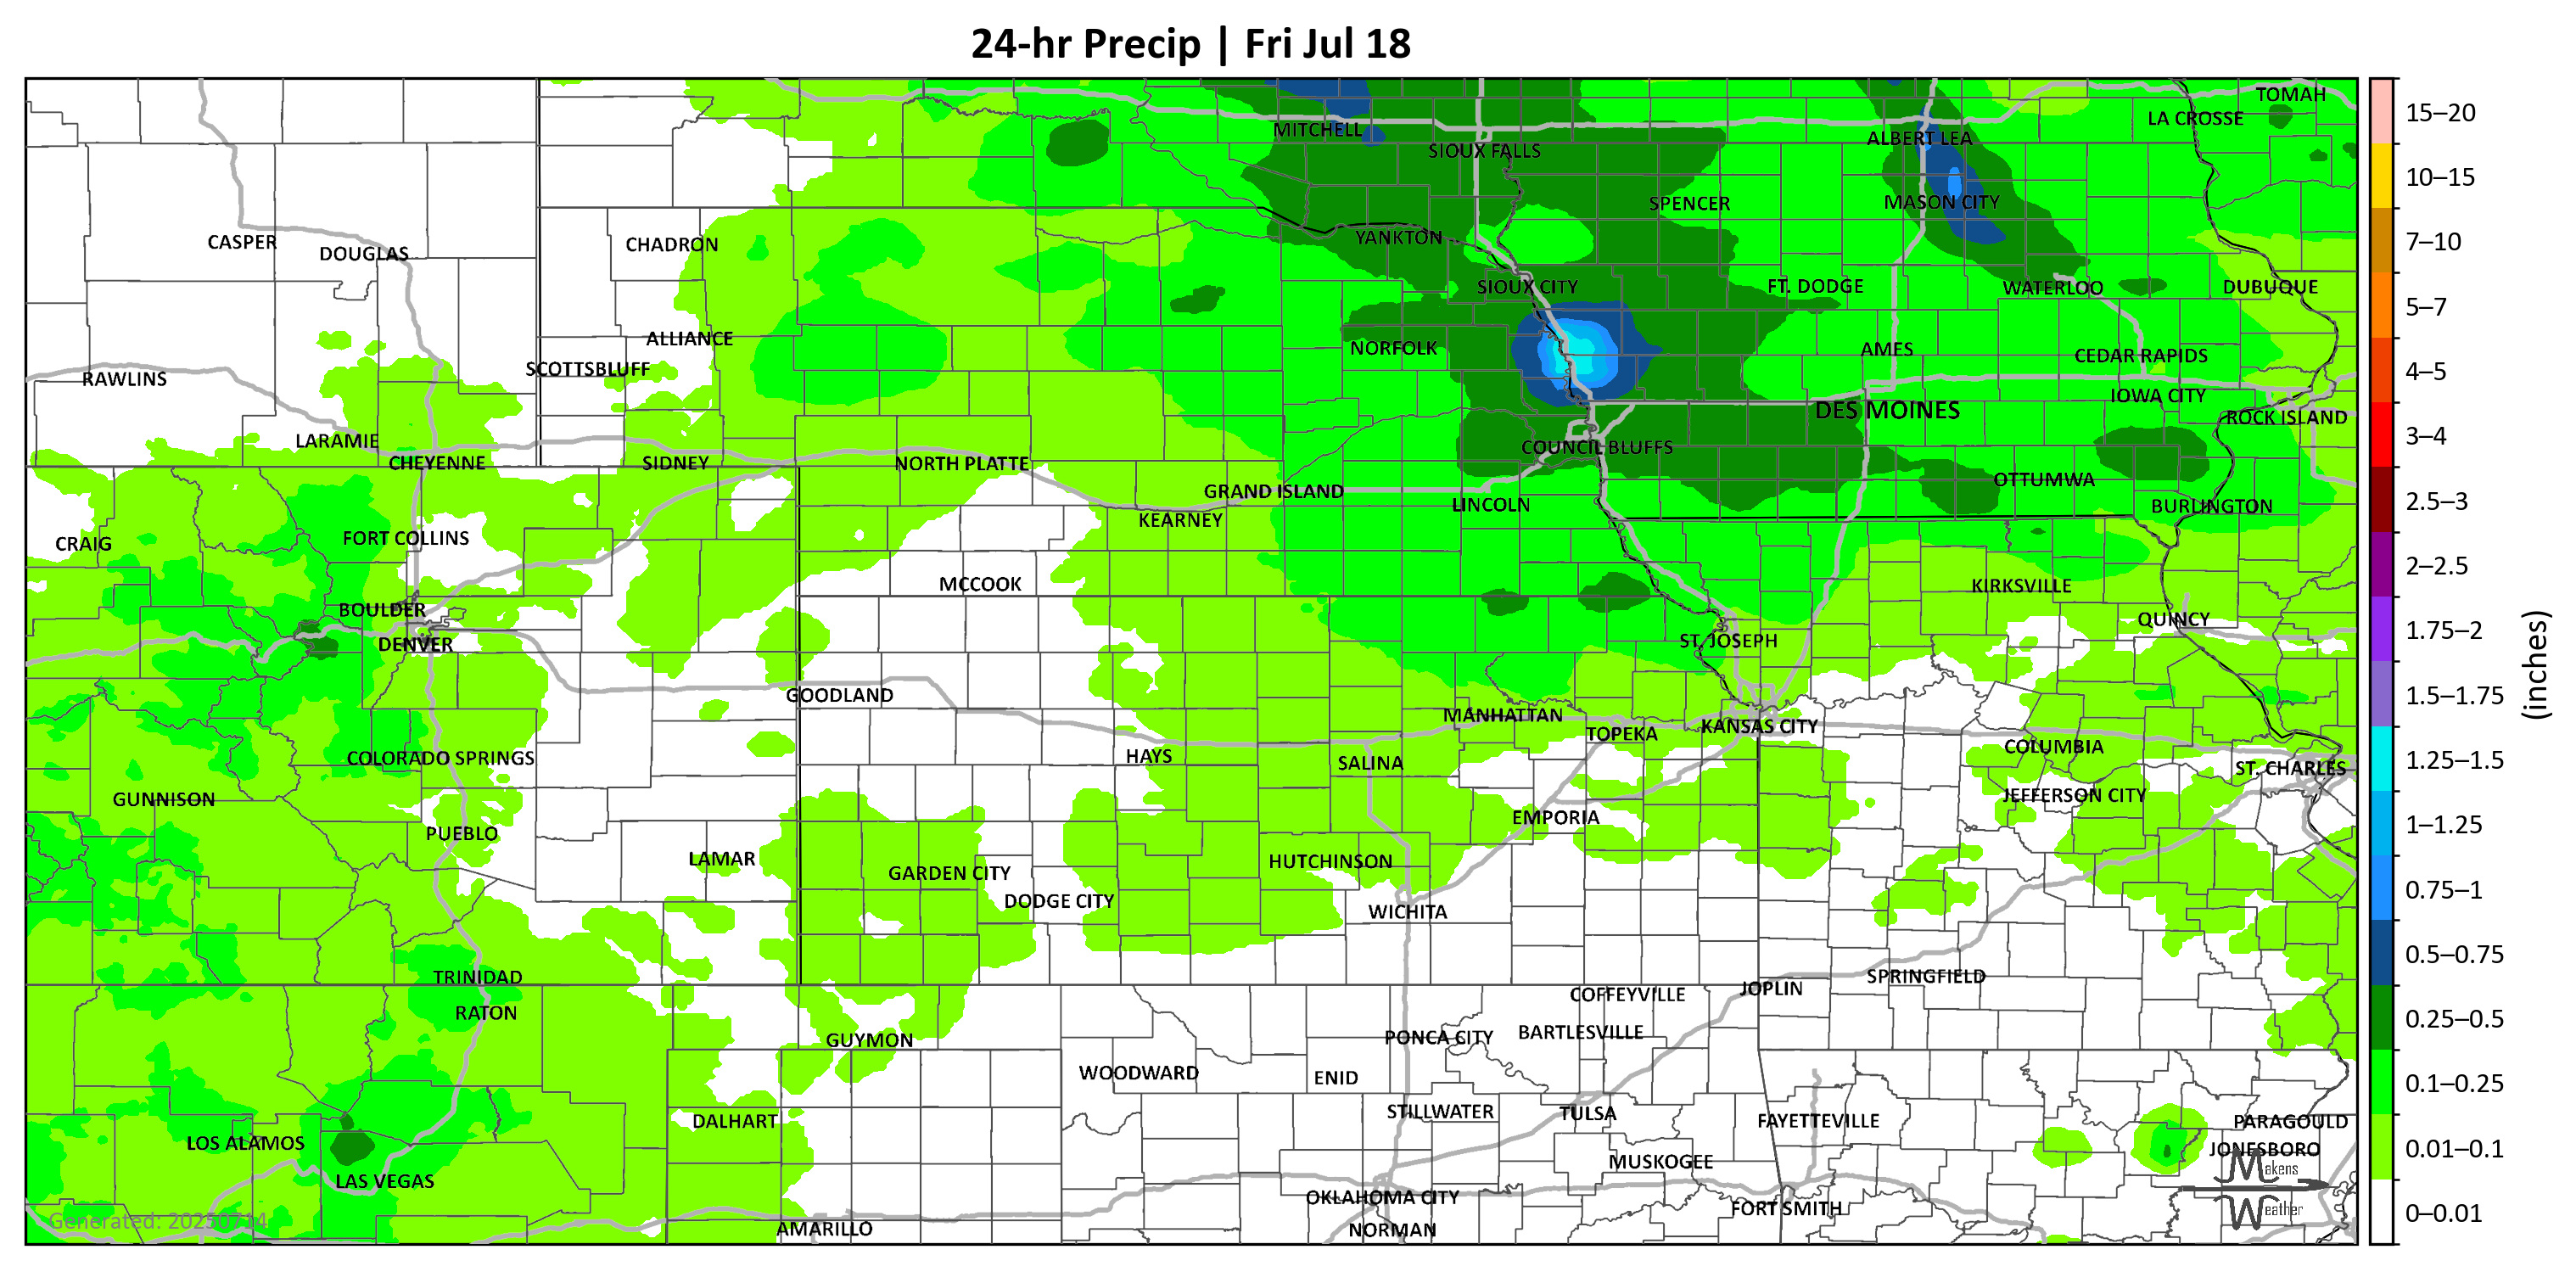 24-hr Precip | Fri Jul 18
TOMAH
LA CROSSE
MITCHELL
ALBERT LEA
SIOUX FALLS
MASON CITY
SPENCER
YANKTON
CASPER
CHADRON
DOUGLAS
SIOUX CITY
FT. DODGE
WATERLOO
DUBUQUE
ALLIANCE
NORFOLK
AMES
CEDAR RAPIDS
SCOTTSBLUFF
RAWLINS
IOWA CITY
DES MOINES
ROCK ISLAND
LARAMIE
COUNCIL BLUFFS
CHEYENNE
SIDNEY
NORTH PLATTE
OTTUMWA
GRAND ISLAND
LINCOLN
BURLINGTON
KEARNEY
FORT COLLINS
CRAIG
MCCOOK
KIRKSVILLE
BOULDER
QUINCY
DENVER
ST. JOSEPH
GOODLAND
MANHATTAN
KANSAS CITY
TOPEKA
COLUMBIA
HAYS
COLORADO SPRINGS
SALINA
ST. CHARLES
GUNNISON
JEFFERSON CITY
EMPORIA
PUEBLO
LAMAR
HUTCHINSON
GARDEN CITY
DODGE CITY
WICHITA
TRINIDAD
SPRINGFIELD
JOPLIN
COFFEYVILLE
RATON
BARTLESVILLE
PONCA CITY
GUYMON
WOODWARD
ENID
STILLWATER
TULSA
DALHART
FAYETTEVILLE
PARAGOULD
LOS ALAMOS
JONESBORO
MUSKOGEE
LAS VEGAS
OKLAHOMA CITY
FORT SMITH
AMARILLO
NORMAN
Generated: 20250714
Makens
Weather
15–20
10–15
7–10
5–7
4–5
3–4
2.5–3
2–2.5
1.75–2
1.5–1.75
1.25–1.5
1–1.25
0.75–1
0.5–0.75
0.25–0.5
0.1–0.25
0.01–0.1
0–0.01
(inches)